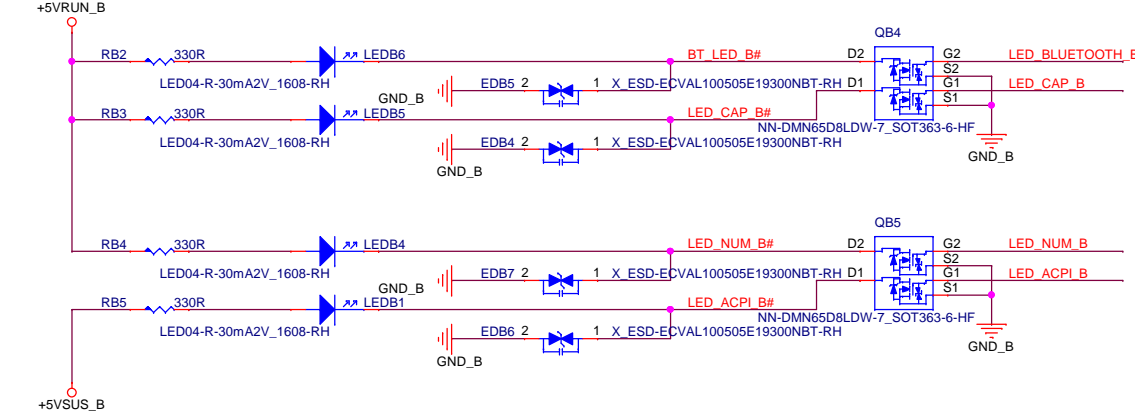 +5VRUN_B
QB4
RB2 330R LEDB6 BT_LED_B# D2 G2 LED_BLUETOOTH_B
S2
LED04-R-30mA2V_1608-RH EDB5 2 1 X_ESD-ECVAL100505E19300NBT-RH D1 G1 LED_CAP_B
GND_B S1
RB3 330R LEDB5 LED_CAP_B#
NN-DMN65D8LDW-7_SOT363-6-HF
LED04-R-30mA2V_1608-RH EDB4 2 1 X_ESD-ECVAL100505E19300NBT-RH
GND_B
GND_B
QB5
RB4 330R LEDB4 LED_NUM_B# D2 G2 LED_NUM_B
S2
LED04-R-30mA2V_1608-RH EDB7 2 1 X_ESD-ECVAL100505E19300NBT-RH D1 G1 LED_ACPI_B
GND_B S1
RB5 330R LEDB1 LED_ACPI_B#
NN-DMN65D8LDW-7_SOT363-6-HF
LED04-R-30mA2V_1608-RH EDB6 2 1 X_ESD-ECVAL100505E19300NBT-RH
GND_B
GND_B
+5VSUS_B